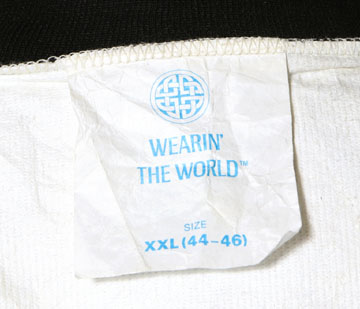 WEARIN'
THE WORLD™
SIZE
XXL (44-46)